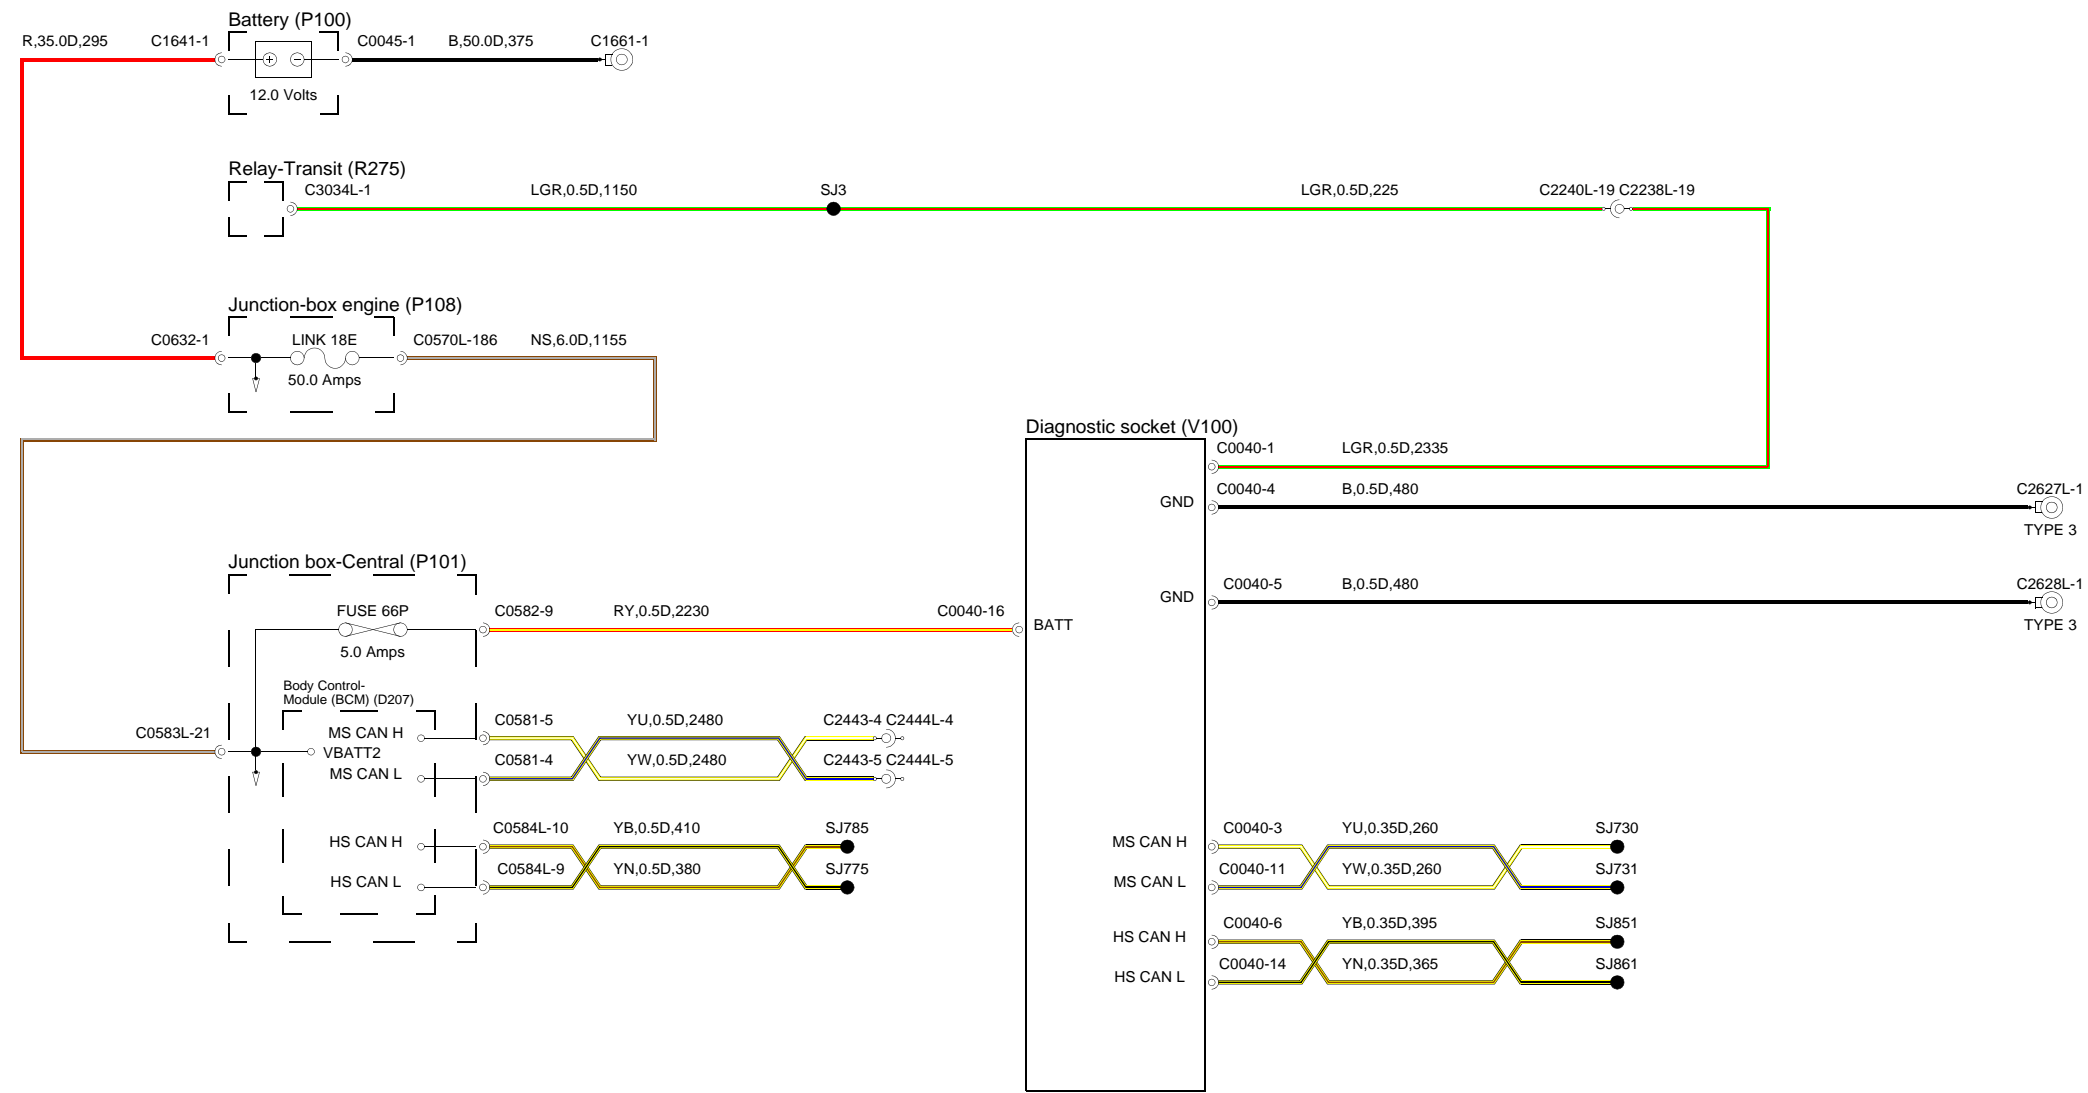 Battery (P100)
R,35.0D,295 C1641-1 C0045-1 B,50.0D,375 C1661-1
12.0 Volts
Relay-Transit (R275)
C3034L-1 LGR,0.5D,1150 SJ3 LGR,0.5D,225 C2240L-19 C2238L-19
Junction-box engine (P108)
C0632-1 LINK 18E C0570L-186 NS,6.0D,1155
50.0 Amps
Diagnostic socket (V100)
C0040-1 LGR,0.5D,2335
C0040-4 B,0.5D,480 C2627L-1
GND
TYPE 3
Junction box-Central (P101)
C0040-5 B,0.5D,480 C2628L-1
GND
FUSE 66P C0582-9 RY,0.5D,2230 C0040-16
BATT TYPE 3
5.0 Amps
Body Control-
Module (BCM) (D207)
C0581-5 YU,0.5D,2480 C2443-4 C2444L-4
C0583L-21 MS CAN H
VBATT2
C0581-4 YW,0.5D,2480 C2443-5 C2444L-5
MS CAN L
C0584L-10 YB,0.5D,410 SJ785 C0040-3 YU,0.35D,260 SJ730
HS CAN H MS CAN H
C0584L-9 YN,0.5D,380 SJ775 C0040-11 YW,0.35D,260 SJ731
HS CAN L MS CAN L
C0040-6 YB,0.35D,395 SJ851
HS CAN H
C0040-14 YN,0.35D,365 SJ861
HS CAN L